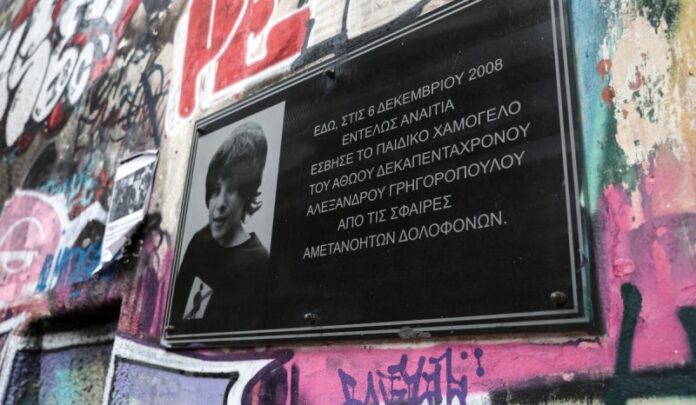 ΕΔΩ, ΣΤΙΣ 6 ΔΕΚΕΜΒΡΙΟΥ 2008
ΕΝΤΕΛΩΣ ΑΝΑΙΤΙΑ
ΕΣΒΗΣΕ ΤΟ ΠΑΙΔΙΚΟ ΧΑΜΟΓΕΛΟ
ΤΟΥ ΑΘΩΟΥ ΔΕΚΑΠΕΝΤΑΧΡΟΝΟΥ
ΑΛΕΞΑΝΔΡΟΥ ΓΡΗΓΟΡΟΠΟΥΛΟΥ
ΑΠΟ ΤΙΣ ΣΦΑΙΡΕΣ
ΑΜΕΤΑΝΟΗΤΩΝ ΔΟΛΟΦΟΝΩΝ.